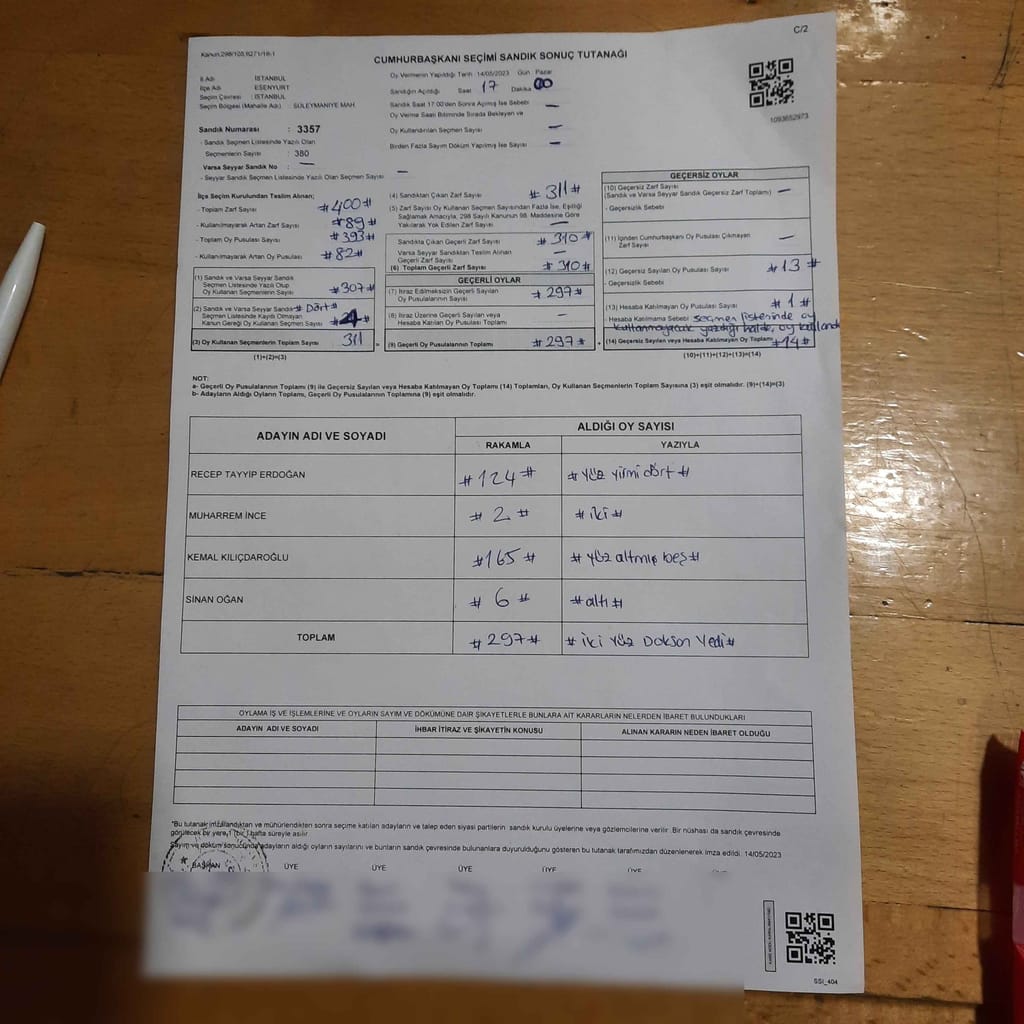 C/2
Kanun:298/105,6271/18-1
CUMHURBAŞKANI SEÇİMİ SANDIK SONUÇ TUTANAĞI
İl Adı : İSTANBUL
İlçe Adı : ESENYURT
Seçim Çevresi : İSTANBUL
Seçim Bölgesi (Mahalle Adı) : SÜLEYMANİYE MAH.
Oy Vermenin Yapıldığı Tarih : 14/05/2023 Gün : Pazar
Sandığın Açıldığı Saat 17 Dakika 00
Sandık Saat 17:00'den Sonra Açılmış İse Sebebi —
Oy Verme Saati Bitiminde Sırada Bekleyen ve
Oy Kullandırılan Seçmen Sayısı —
Birden Fazla Sayım Döküm Yapılmış İse Sayısı —
1093652973
Sandık Numarası : 3357
- Sandık Seçmen Listesinde Yazılı Olan
Seçmenlerin Sayısı : 380
Varsa Seyyar Sandık No : —
- Seyyar Sandık Seçmen Listesinde Yazılı Olan Seçmen Sayısı : —
İlçe Seçim Kurulundan Teslim Alınan;
- Toplam Zarf Sayısı #400#
- Kullanılmayarak Artan Zarf Sayısı #89#
- Toplam Oy Pusulası Sayısı #393#
- Kullanılmayarak Artan Oy Pusulası #82#
(1) Sandık ve Varsa Seyyar Sandık
Seçmen Listesinde Yazılı Olup
Oy Kullanan Seçmenlerin Sayısı #307#
(2) Sandık ve Varsa Seyyar Sandık #Dört#
Seçmen Listesinde Kayıtlı Olmayan
Kanun Gereği Oy Kullanan Seçmen Sayısı #4
(3) Oy Kullanan Seçmenlerin Toplam Sayısı 311
(1)+(2)=(3)
(4) Sandıktan Çıkan Zarf Sayısı #311#
(5) Zarf Sayısı Oy Kullanan Seçmen Sayısından Fazla İse, Eşitliği
Sağlamak Amacıyla, 298 Sayılı Kanunun 98. Maddesine Göre
Yakılarak Yok Edilen Zarf Sayısı
Sandıkta Çıkan Geçerli Zarf Sayısı #310#
Varsa Seyyar Sandıktan Teslim Alınan
Geçerli Zarf Sayısı —
(6) Toplam Geçerli Zarf Sayısı #310#
GEÇERLİ OYLAR
(7) İtiraz Edilmeksizin Geçerli Sayılan
Oy Pusulalarının Sayısı #297#
(8) İtiraz Üzerine Geçerli Sayılan veya
Hesaba Katılan Oy Pusulası Toplamı —
(9) Geçerli Oy Pusulalarının Toplamı #297#
GEÇERSİZ OYLAR
(10) Geçersiz Zarf Sayısı
(Sandık ve Varsa Seyyar Sandık Geçersiz Zarf Toplamı) —
- Geçersizlik Sebebi
(11) İçinden Cumhurbaşkanı Oy Pusulası Çıkmayan
Zarf Sayısı —
(12) Geçersiz Sayılan Oy Pusulası Sayısı #13#
- Geçersizlik Sebebi
(13) Hesaba Katılmayan Oy Pusulası Sayısı #1#
- Hesaba Katılmama Sebebi seçmen listerinde oy
kullanmayacak yazdığı halde, oy kullandı
(14) Geçersiz Sayılan veya Hesaba Katılmayan Oy Toplamı #14#
(10)+(11)+(12)+(13)=(14)
NOT:
a- Geçerli Oy Pusulalarının Toplamı (9) ile Geçersiz Sayılan veya Hesaba Katılmayan Oy Toplamı (14) Toplamları, Oy Kullanan Seçmenlerin Toplam Sayısına (3) eşit olmalıdır. (9)+(14)=(3)
b- Adayların Aldığı Oyların Toplamı, Geçerli Oy Pusulalarının Toplamına (9) eşit olmalıdır.
ADAYIN ADI VE SOYADI
ALDIĞI OY SAYISI
RAKAMLA YAZIYLA
RECEP TAYYİP ERDOĞAN #124# #Yüz Yirmi dört#
MUHARREM İNCE #2# #iki#
KEMAL KILIÇDAROĞLU #165# #Yüz altmış beş#
SİNAN OĞAN #6# #altı#
TOPLAM #297# #iki Yüz Doksan Yedi#
OYLAMA İŞ VE İŞLEMLERİNE VE OYLARIN SAYIM VE DÖKÜMÜNE DAİR ŞİKAYETLERLE BUNLARA AİT KARARLARIN NELERDEN İBARET BULUNDUKLARI
ADAYIN ADI VE SOYADI İHBAR İTİRAZ VE ŞİKAYETİN KONUSU ALINAN KARARIN NEDEN İBARET OLDUĞU
*Bu tutanak imzalandıktan ve mühürlendikten sonra seçime katılan adayların ve talep eden siyasi partilerin sandık kurulu üyelerine veya gözlemcilerine verilir. Bir nüshası da sandık çevresinde
görülecek bir yere 1 (bir) hafta süreyle asılır.
Sayım ve döküm sonucunda adayların aldığı oyların sayılarını ve bunların sandık çevresinde bulunanlara duyurulduğunu gösteren bu tutanak tarafımızdan düzenlenerek imza edildi. 14/05/2023
BAŞKAN ÜYE ÜYE ÜYE ÜYE ÜYE ÜYE
SSI_404